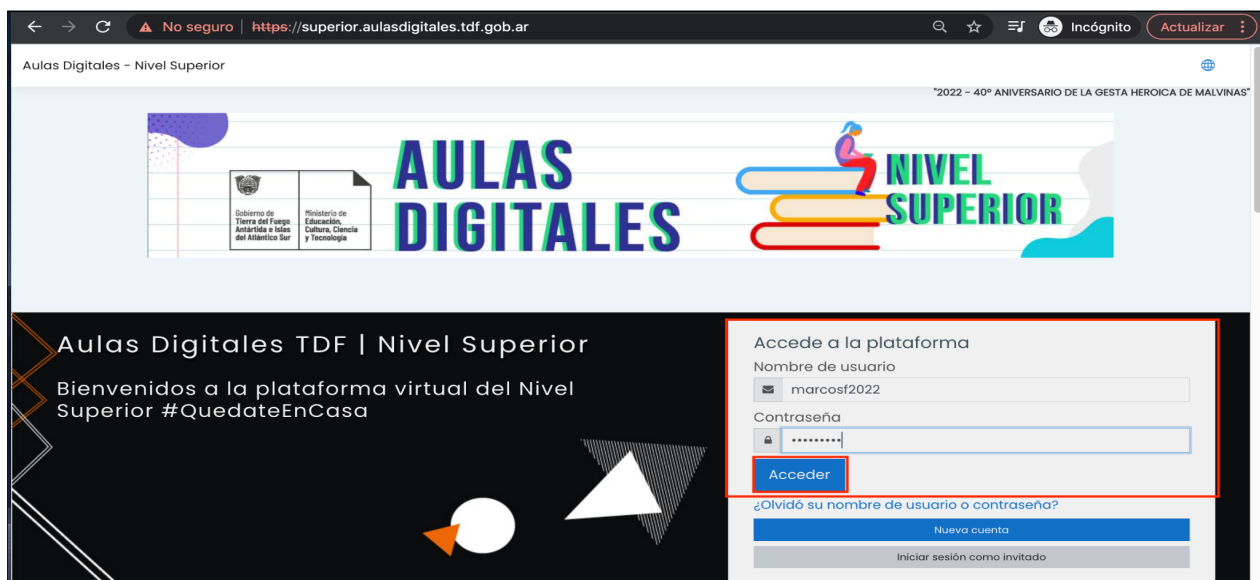 No seguro | https://superior.aulasdigitales.tdf.gob.ar
Incógnito
Actualizar
Aulas Digitales - Nivel Superior
"2022 - 40º ANIVERSARIO DE LA GESTA HEROICA DE MALVINAS"
Gobierno de
Tierra del Fuego
Antártida e Islas
del Atlántico Sur
Ministerio de
Educación,
Cultura, Ciencia
y Tecnología
AULAS
DIGITALES
NIVEL
SUPERIOR
Aulas Digitales TDF | Nivel Superior
Bienvenidos a la plataforma virtual del Nivel
Superior #QuedateEnCasa
Accede a la plataforma
Nombre de usuario
marcosf2022
Contraseña
•••••••••
Acceder
¿Olvidó su nombre de usuario o contraseña?
Nueva cuenta
Iniciar sesión como invitado